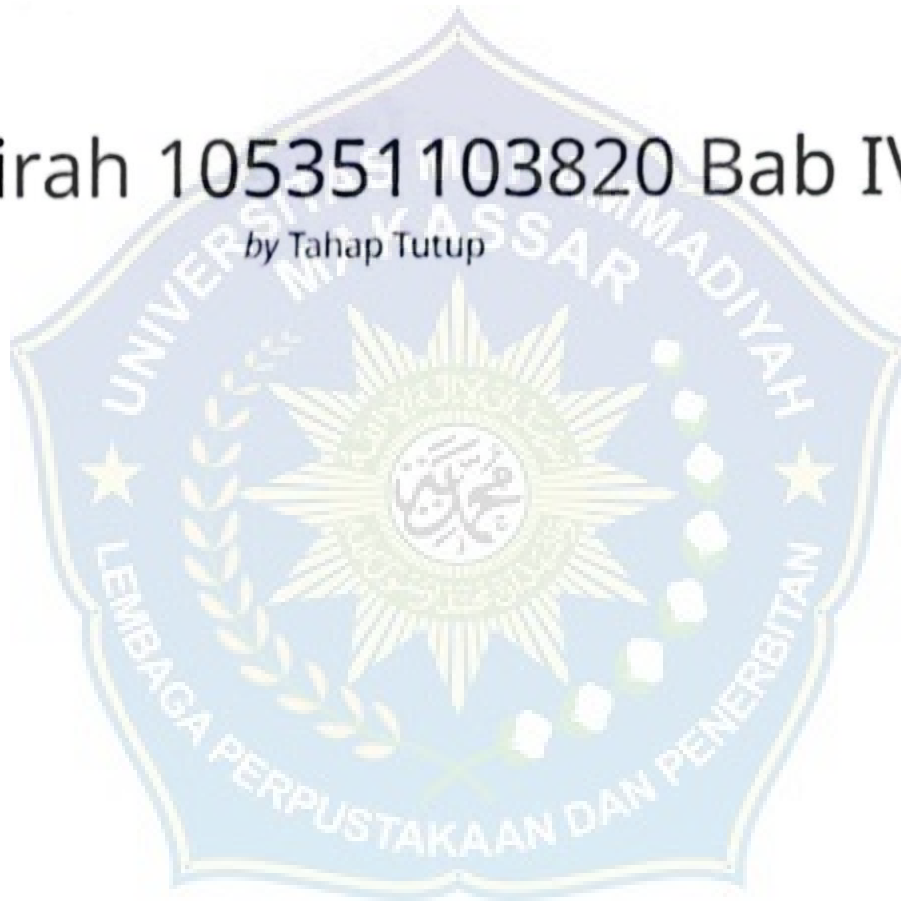 irah 105351103820 Bab IV
by Tahap Tutup
UNIVERSITAS MUHAMMADIYAH
MAKASSAR
LEMBAGA PERPUSTAKAAN DAN PENERBITAN